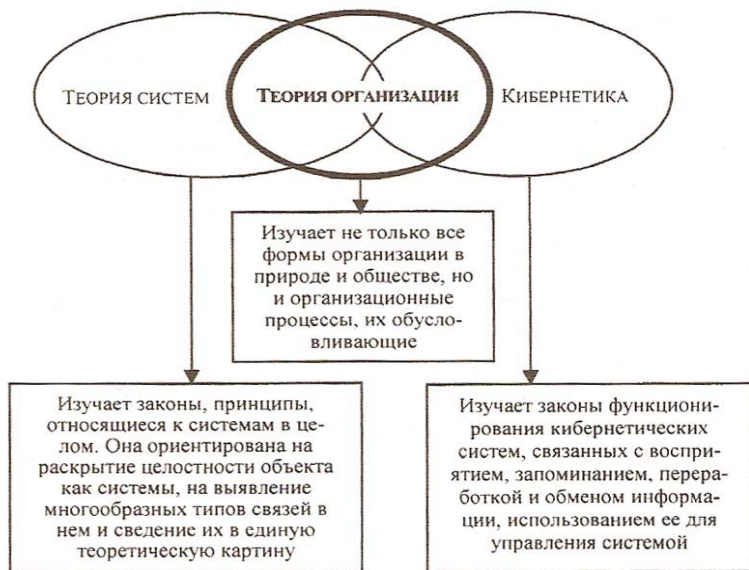 ТЕОРИЯ СИСТЕМ
ТЕОРИЯ ОРГАНИЗАЦИИ
КИБЕРНЕТИКА
Изучает не только все
формы организации в
природе и обществе, но
и организационные
процессы, их обусло-
вливающие
Изучает законы, принципы,
относящиеся к системам в це-
лом. Она ориентирована на
раскрытие целостности объекта
как системы, на выявление
многообразных типов связей в
нем и сведение их в единую
теоретическую картину
Изучает законы функциони-
рования кибернетических
систем, связанных с воспри-
ятием, запоминанием, перера-
боткой и обменом информа-
ции, использованием ее для
управления системой